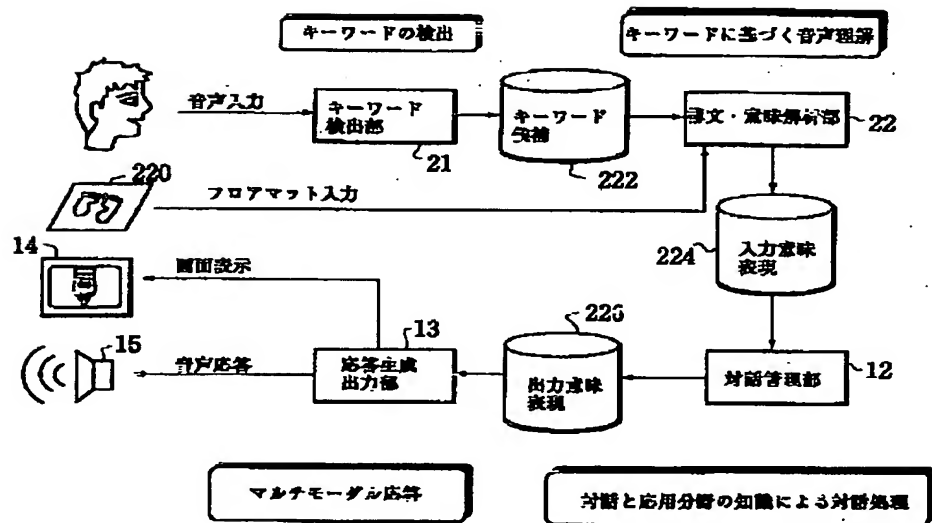 キーワードの検出
キーワードに基づく音声理解
音声入力
キーワード
検出部
21
キーワード
候補
222
構文・意味解析部
22
220
フロアマット入力
224
入力意味
表現
14
画面表示
226
13
15
音声応答
応答生成
出力部
出力意味
表現
対話管理部
12
マルチモーダル応答
対話と応用分野の知識による対話処理